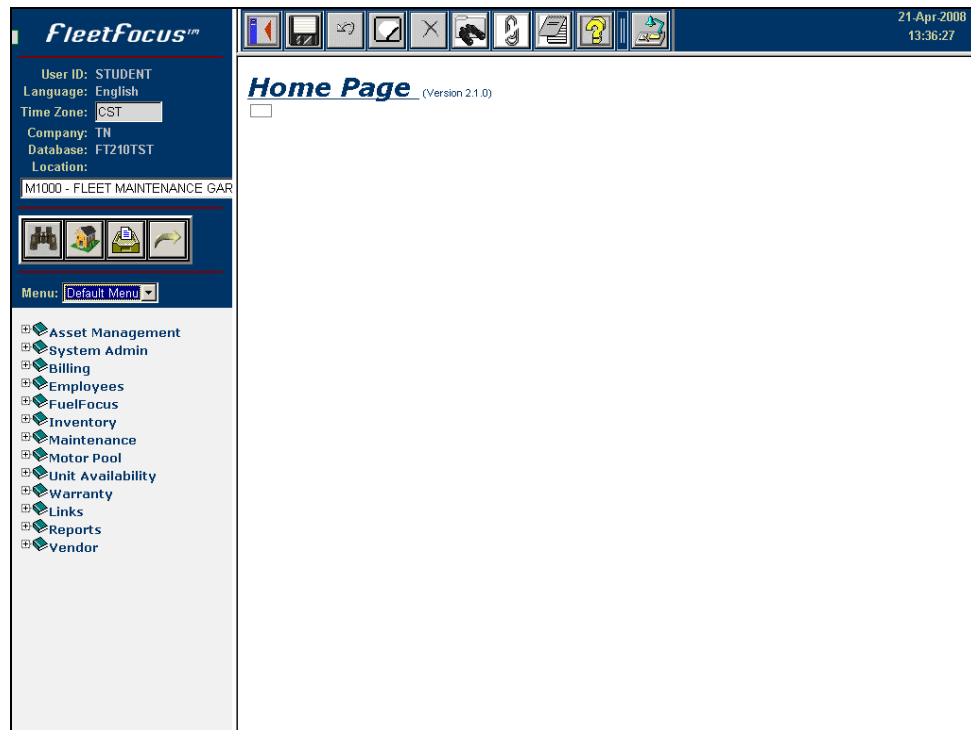 FleetFocus™
21-Apr-2008
13:36:27
User ID: STUDENT
Language: English
Time Zone: CST
Company: TN
Database: FT210TST
Location:
M1000 - FLEET MAINTENANCE GAR
Menu: Default Menu
Home Page (Version 2.1.0)
Asset Management
System Admin
Billing
Employees
FuelFocus
Inventory
Maintenance
Motor Pool
Unit Availability
Warranty
Links
Reports
Vendor